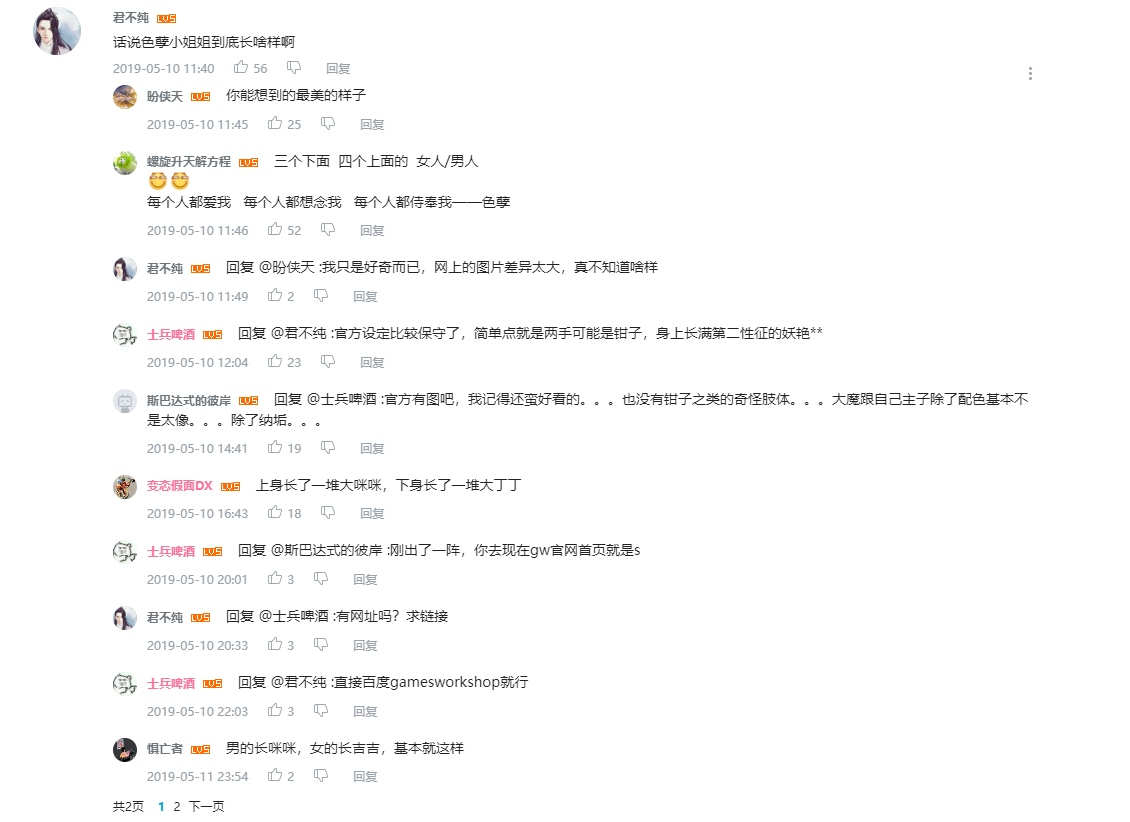 君不纯 LV5
话说色孽小姐姐到底长啥样啊
2019-05-10 11:40 56 回复
盼侠天 LV5 你能想到的最美的样子
2019-05-10 11:45 25 回复
螺旋升天解方程 LV5 三个下面 四个上面的 女人/男人
每个人都爱我 每个人都想念我 每个人都侍奉我——色孽
2019-05-10 11:46 52 回复
君不纯 LV5 回复 @盼侠天 :我只是好奇而已，网上的图片差异太大，真不知道啥样
2019-05-10 11:49 2 回复
士兵啤酒 LV5 回复 @君不纯 :官方设定比较保守了，简单点就是两手可能是钳子，身上长满第二性征的妖艳**
2019-05-10 12:04 23 回复
斯巴达式的彼岸 LV5 回复 @士兵啤酒 :官方有图吧，我记得还蛮好看的。。。也没有钳子之类的奇怪肢体。。。大魔跟自己主子除了配色基本不
是太像。。。除了纳垢。。。
2019-05-10 14:41 19 回复
变态假面DX LV5 上身长了一堆大咪咪，下身长了一堆大丁丁
2019-05-10 16:43 18 回复
士兵啤酒 LV5 回复 @斯巴达式的彼岸 :刚出了一阵，你去现在gw官网首页就是s
2019-05-10 20:01 3 回复
君不纯 LV5 回复 @士兵啤酒 :有网址吗？求链接
2019-05-10 20:33 3 回复
士兵啤酒 LV5 回复 @君不纯 :直接百度gamesworkshop就行
2019-05-10 22:03 3 回复
惧亡者 LV5 男的长咪咪，女的长吉吉，基本就这样
2019-05-11 23:54 2 回复
共2页 1 2 下一页